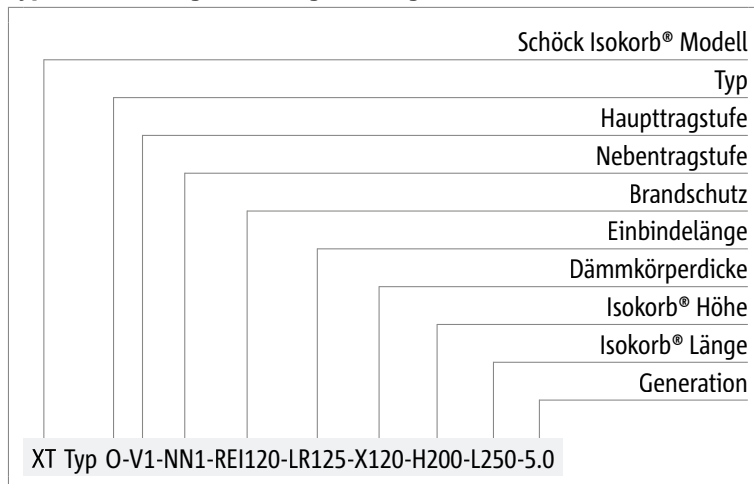 Schöck Isokorb® Modell
Typ
Haupttragstufe
Nebentragstufe
Brandschutz
Einbindelänge
Dämmkörperdicke
Isokorb® Höhe
Isokorb® Länge
Generation
XT Typ O-V1-NN1-REI120-LR125-X120-H200-L250-5.0